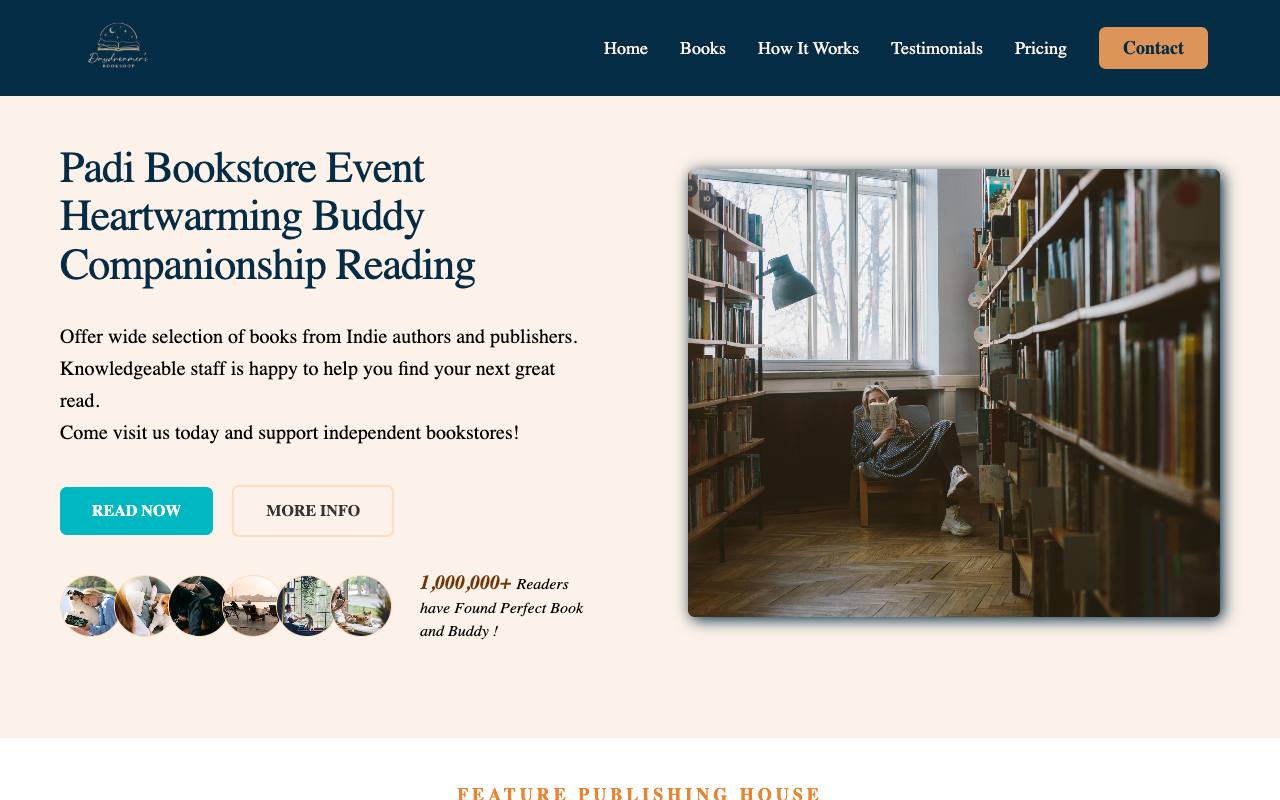 Daydreamer's
BOOKSHOP
Home
Books
How It Works
Testimonials
Pricing
Contact
Padi Bookstore Event
Heartwarming Buddy
Companionship Reading
Offer wide selection of books from Indie authors and publishers.
Knowledgeable staff is happy to help you find your next great
read.
Come visit us today and support independent bookstores!
READ NOW
MORE INFO
1,000,000+ Readers
have Found Perfect Book
and Buddy !
FEATURE PUBLISHING HOUSE